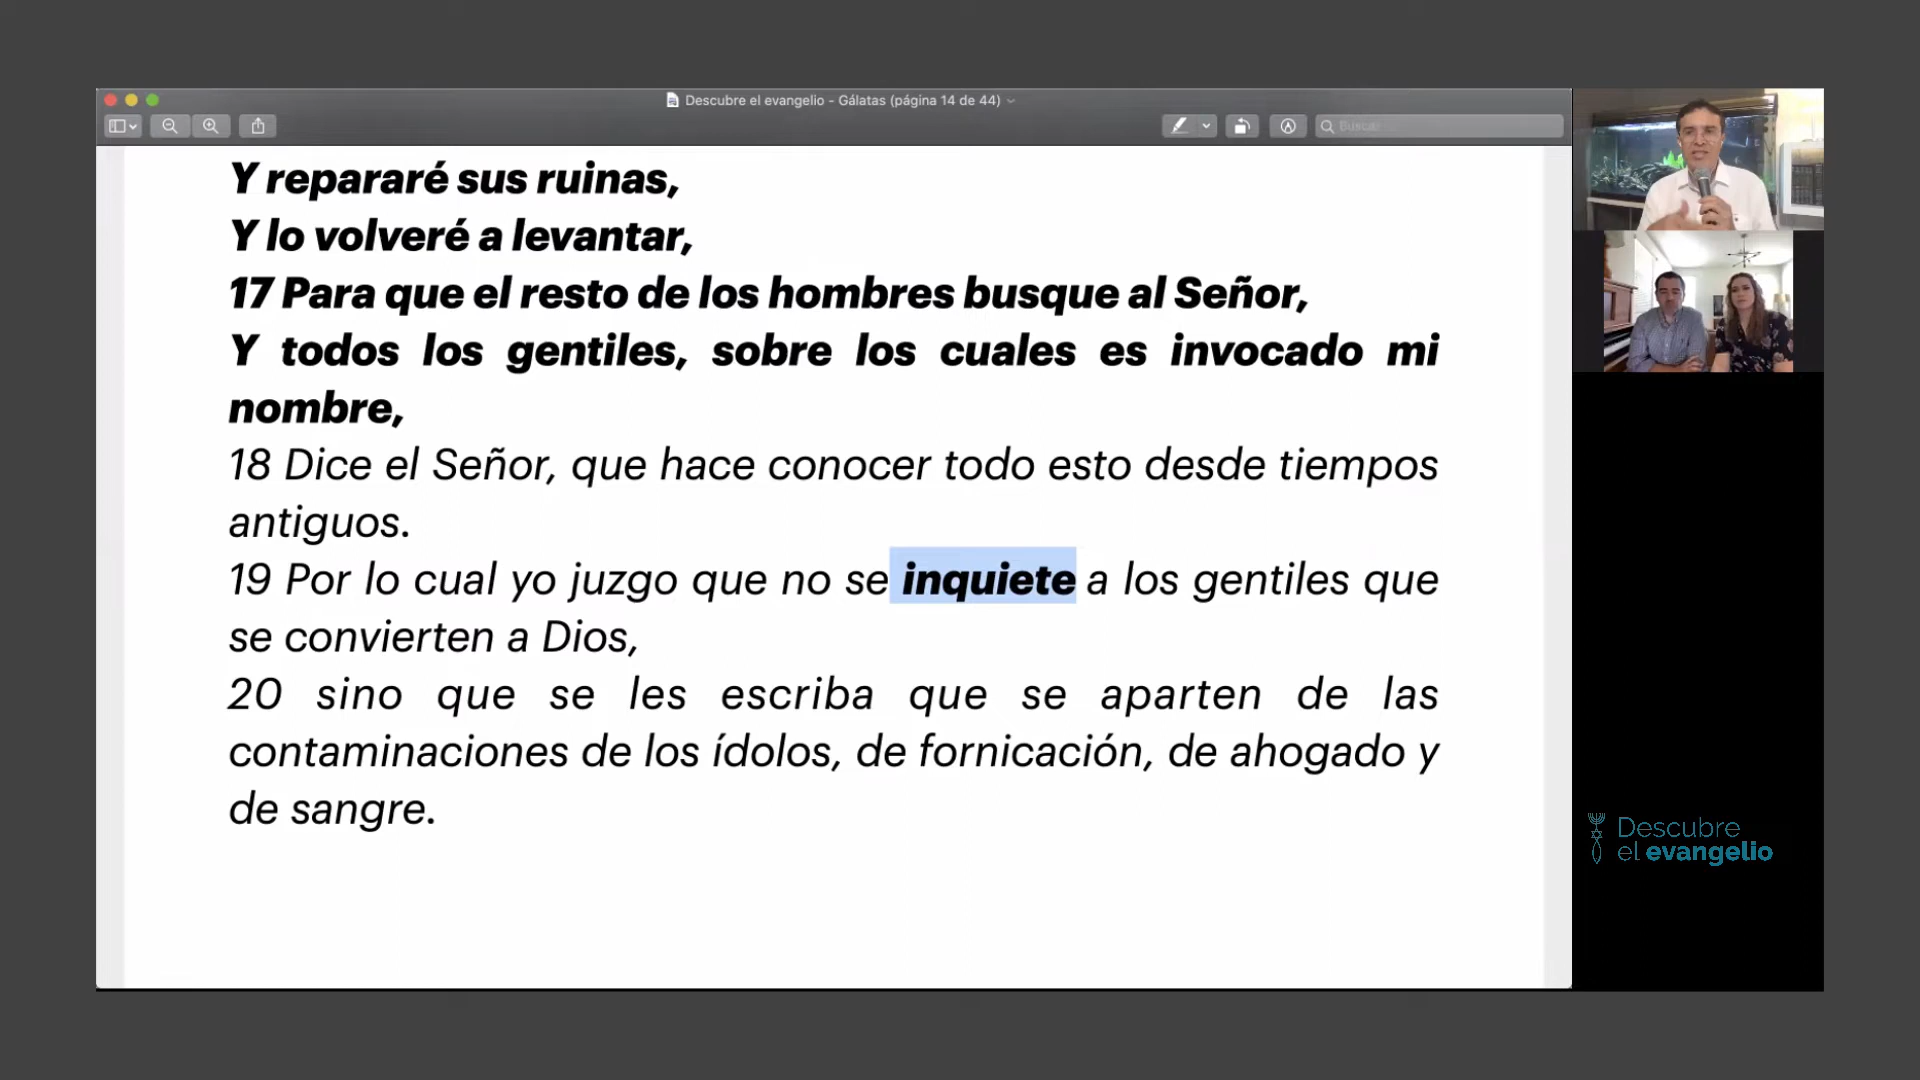 Descubre el evangelio - Gálatas (página 14 de 44)
Buscar
Y repararé sus ruinas,
Y lo volveré a levantar,
17 Para que el resto de los hombres busque al Señor,
Y todos los gentiles, sobre los cuales es invocado mi
nombre,
18 Dice el Señor, que hace conocer todo esto desde tiempos
antiguos.
19 Por lo cual yo juzgo que no se inquiete a los gentiles que
se convierten a Dios,
20 sino que se les escriba que se aparten de las
contaminaciones de los ídolos, de fornicación, de ahogado y
de sangre.
Descubre
el evangelio